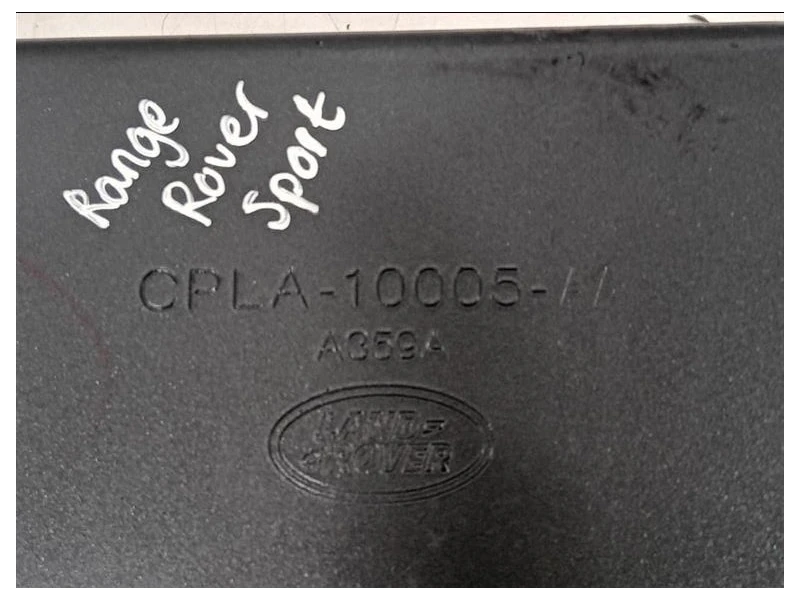 Range
Rover
Sport
CPLA-10005-
A359A
LAND
ROVER